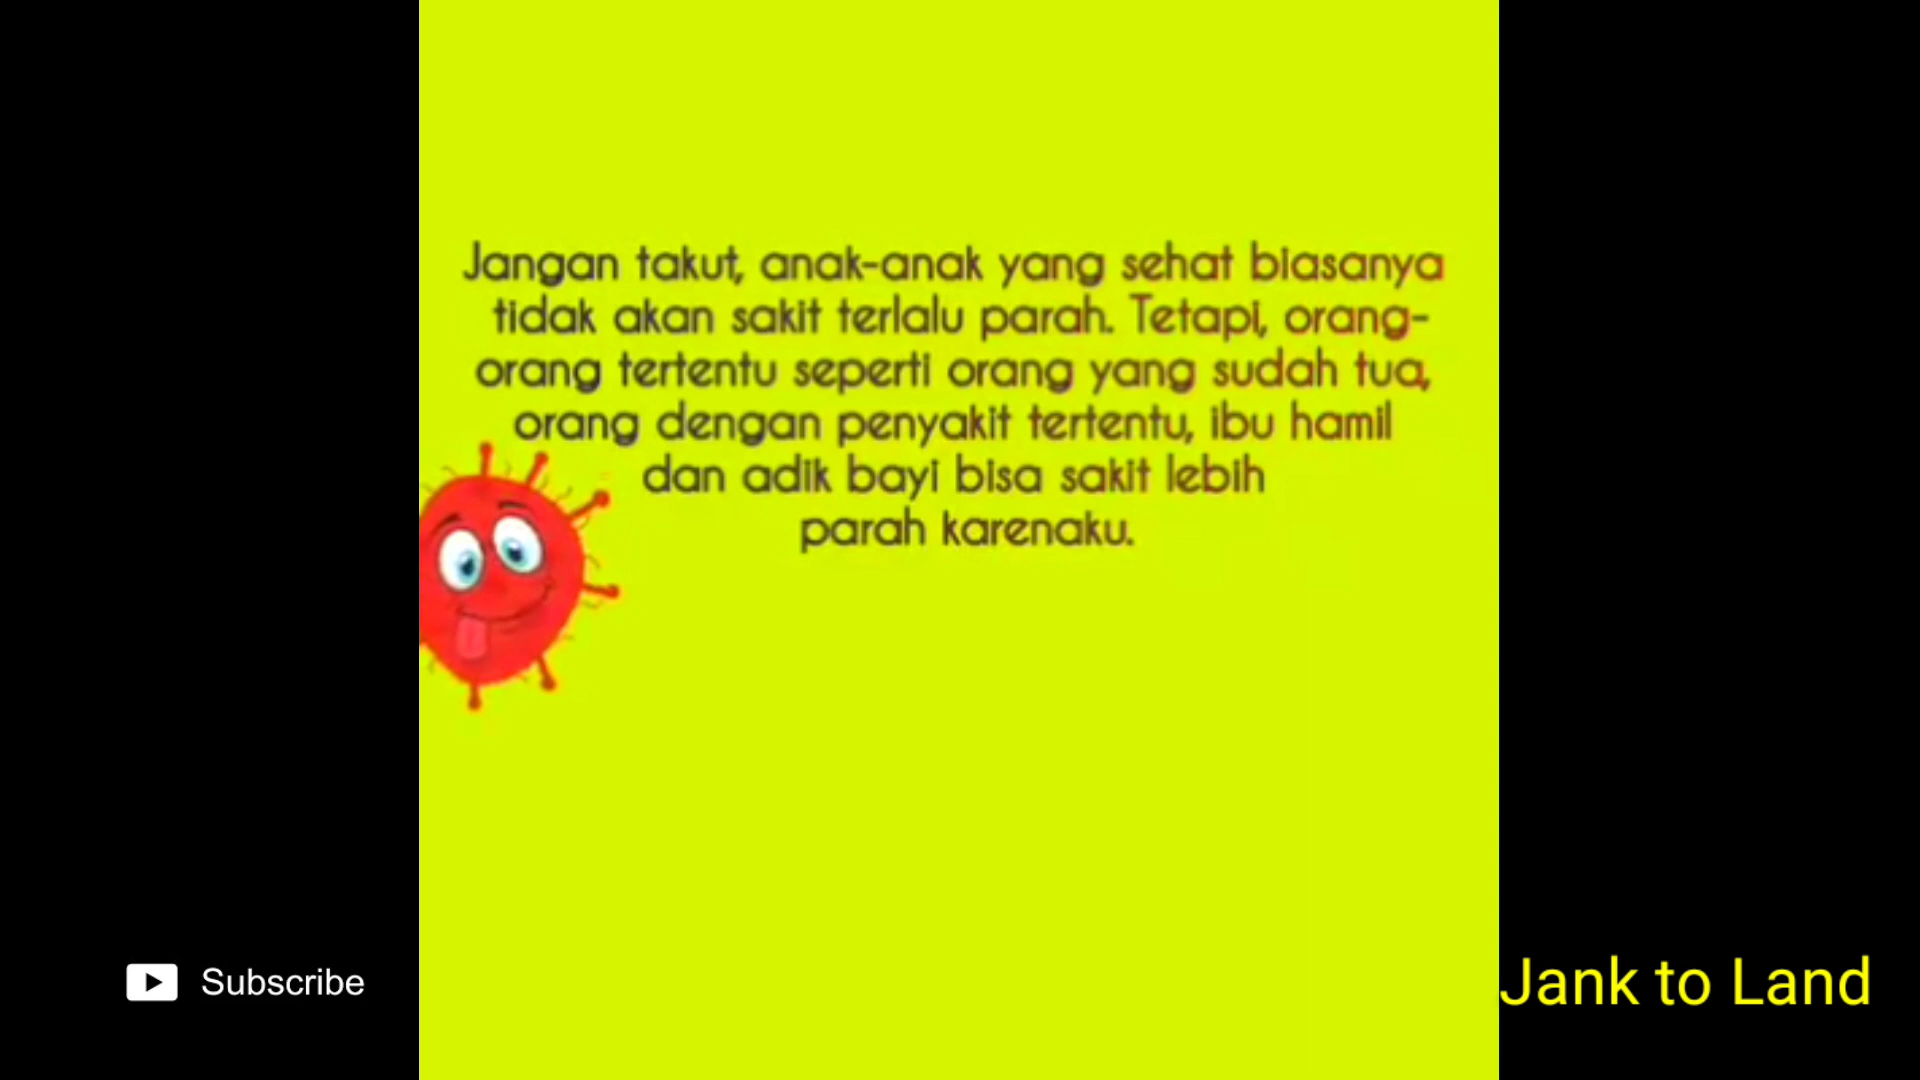 Jangan takut, anak-anak yang sehat biasanya
tidak akan sakit terlalu parah. Tetapi, orang-
orang tertentu seperti orang yang sudah tua,
orang dengan penyakit tertentu, ibu hamil
dan adik bayi bisa sakit lebih
parah karenaku.
Subscribe
Jank to Land